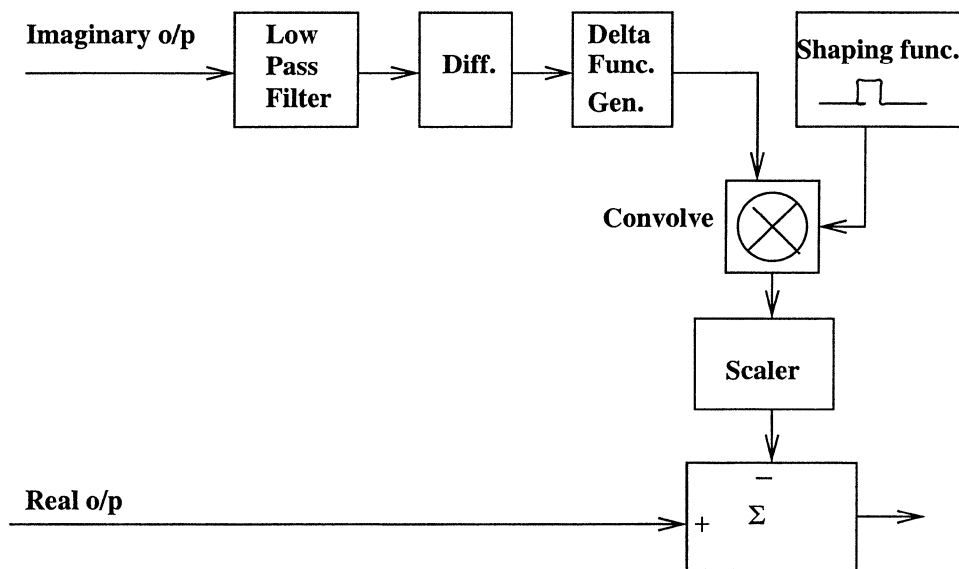 Imaginary o/p
Low
Pass
Filter
Diff.
Delta
Func.
Gen.
Shaping func.
Convolve
Scaler
Real o/p
−
+ Σ